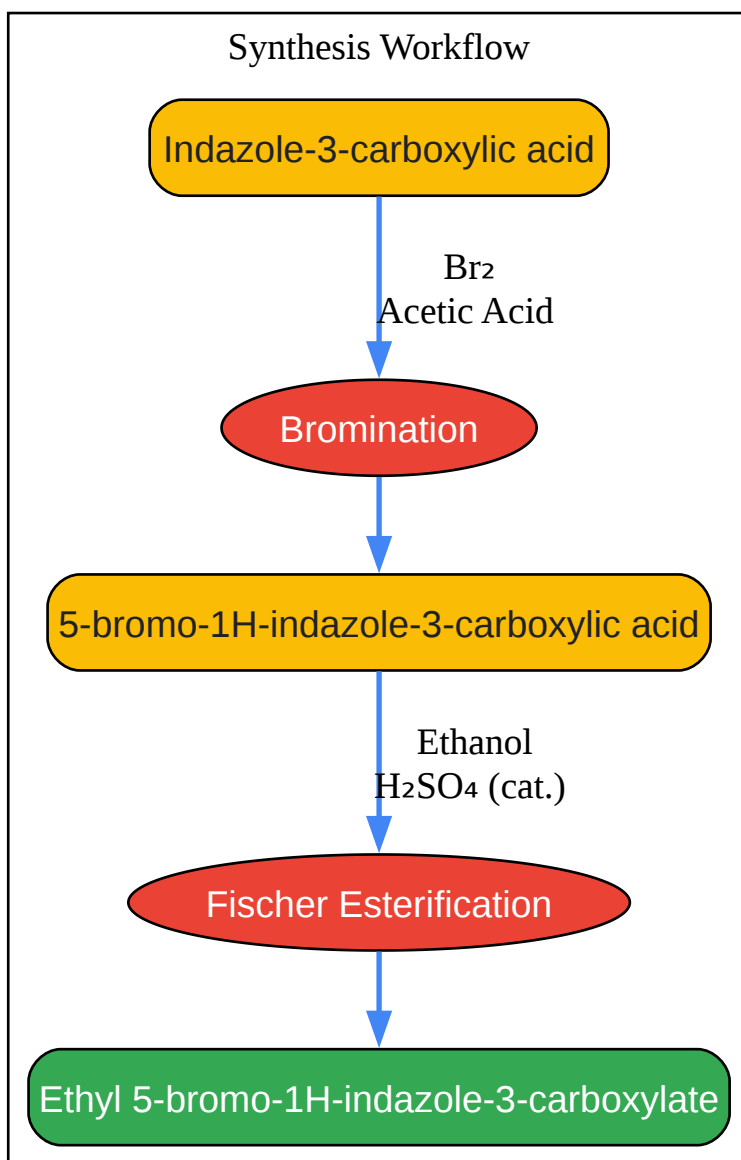 Synthesis Workflow
Indazole-3-carboxylic acid
Br₂
Acetic Acid
Bromination
5-bromo-1H-indazole-3-carboxylic acid
Ethanol
H₂SO₄ (cat.)
Fischer Esterification
Ethyl 5-bromo-1H-indazole-3-carboxylate